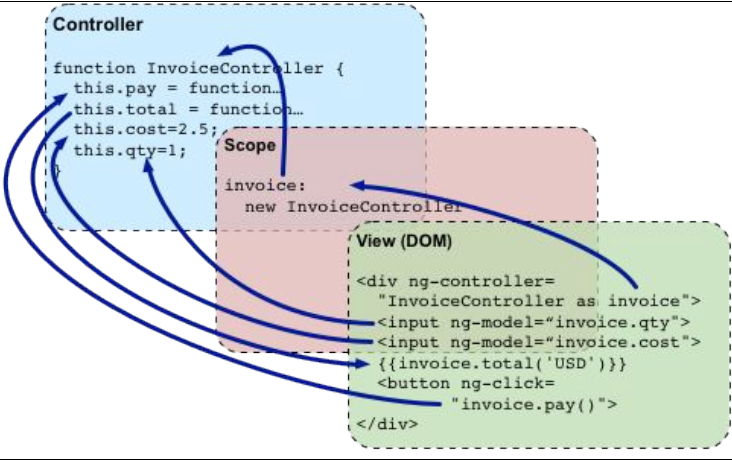 Controller
function InvoiceController {
this.pay = function…
this.total = function…
this.cost=2.5;
this.qty=1;
}
Scope
invoice:
new InvoiceController
View (DOM)
<div ng-controller=
"InvoiceController as invoice">
<input ng-model=“invoice.qty">
<input ng-model=“invoice.cost">
{{invoice.total('USD')}}
<button ng-click=
"invoice.pay()">
</div>